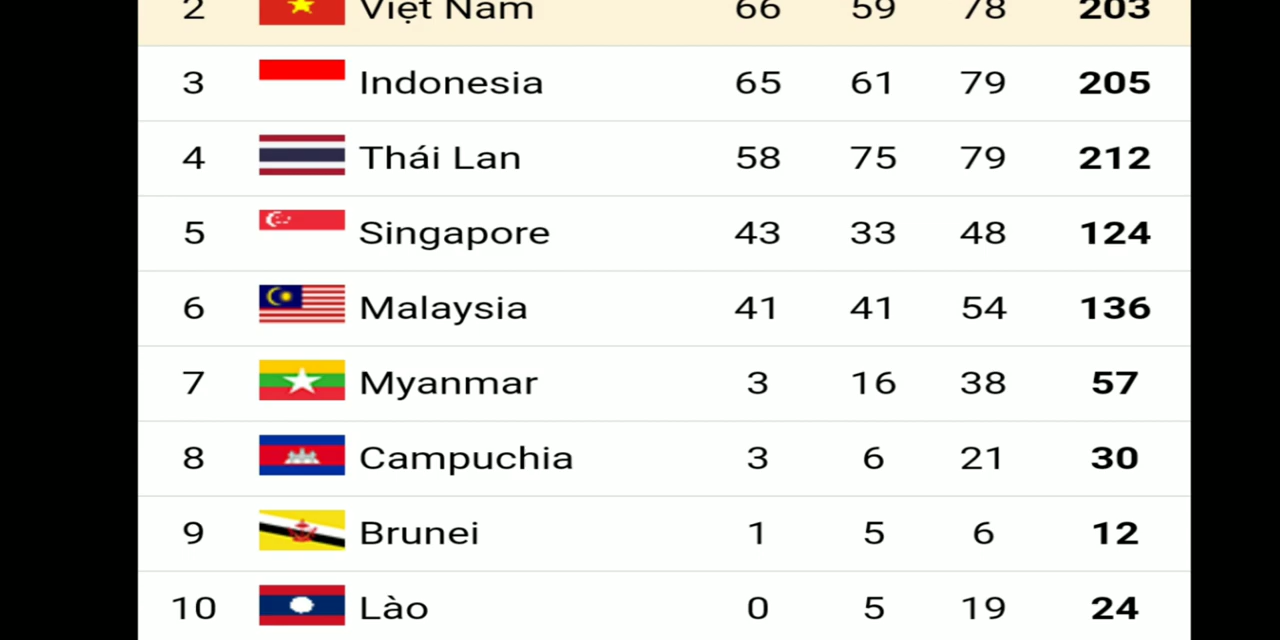 2 Việt Nam 66 59 78 203
3 Indonesia 65 61 79 205
4 Thái Lan 58 75 79 212
5 Singapore 43 33 48 124
6 Malaysia 41 41 54 136
7 Myanmar 3 16 38 57
8 Campuchia 3 6 21 30
9 Brunei 1 5 6 12
10 Lào 0 5 19 24